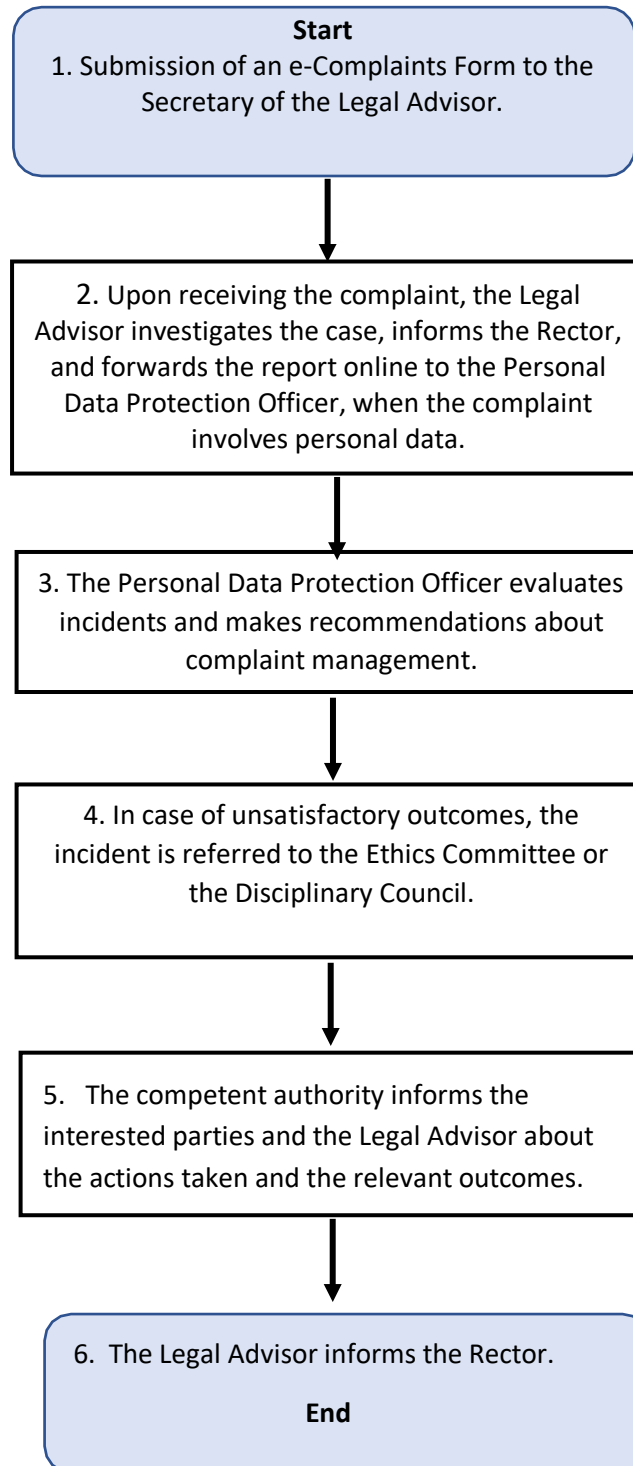 Start
1. Submission of an e-Complaints Form to the
Secretary of the Legal Advisor.
2. Upon receiving the complaint, the Legal
Advisor investigates the case, informs the Rector,
and forwards the report online to the Personal
Data Protection Officer, when the complaint
involves personal data.
3. The Personal Data Protection Officer evaluates
incidents and makes recommendations about
complaint management.
4. In case of unsatisfactory outcomes, the
incident is referred to the Ethics Committee or
the Disciplinary Council.
5. The competent authority informs the
interested parties and the Legal Advisor about
the actions taken and the relevant outcomes.
6. The Legal Advisor informs the Rector.
End